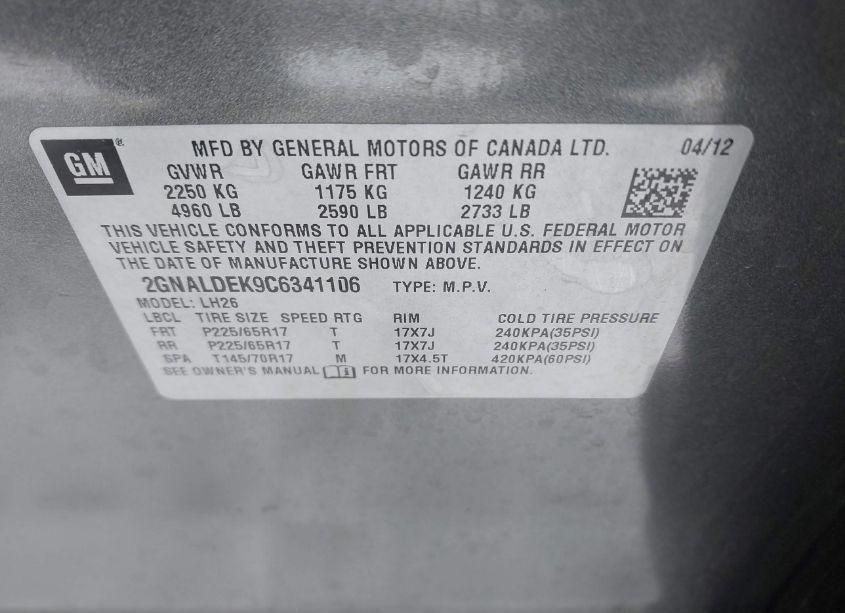 GM® MFD BY GENERAL MOTORS OF CANADA LTD. 04/12
GVWR GAWR FRT GAWR RR
2250 KG 1175 KG 1240 KG
4960 LB 2590 LB 2733 LB
THIS VEHICLE CONFORMS TO ALL APPLICABLE U.S. FEDERAL MOTOR
VEHICLE SAFETY AND THEFT PREVENTION STANDARDS IN EFFECT ON
THE DATE OF MANUFACTURE SHOWN ABOVE.
2GNALDEK9C6341106 TYPE: M.P.V.
MODEL: LH26
LBCL TIRE SIZE SPEED RTG RIM COLD TIRE PRESSURE
FRT P225/65R17 T 17X7J 240KPA(35PSI)
RR P225/65R17 T 17X7J 240KPA(35PSI)
SPA T145/70R17 M 17X4.5T 420KPA(60PSI)
SEE OWNER'S MANUAL FOR MORE INFORMATION.